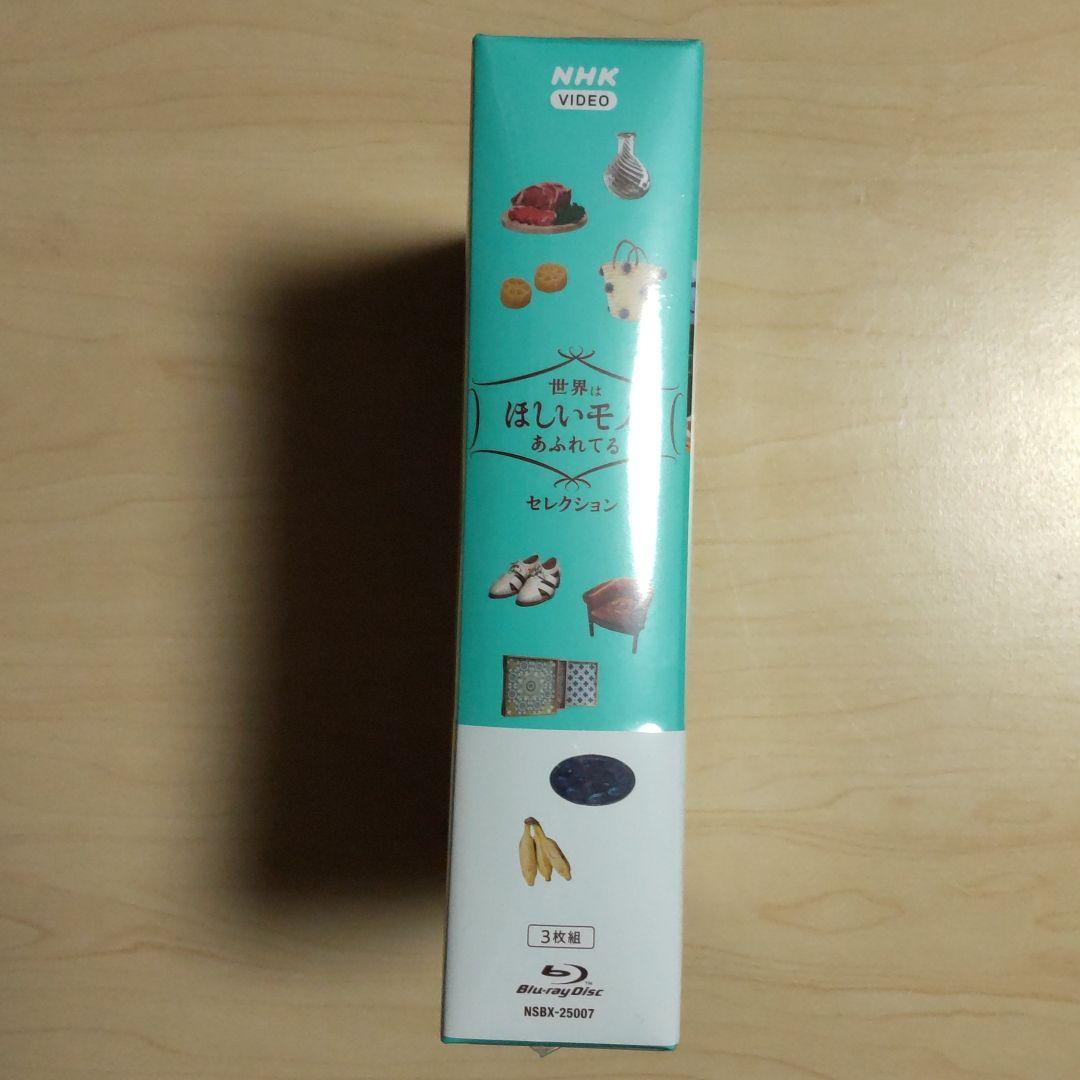 NHK
VIDEO
世界は
ほしいモノ
あふれてる
セレクション
3枚組
Blu-ray Disc
NSBX-25007